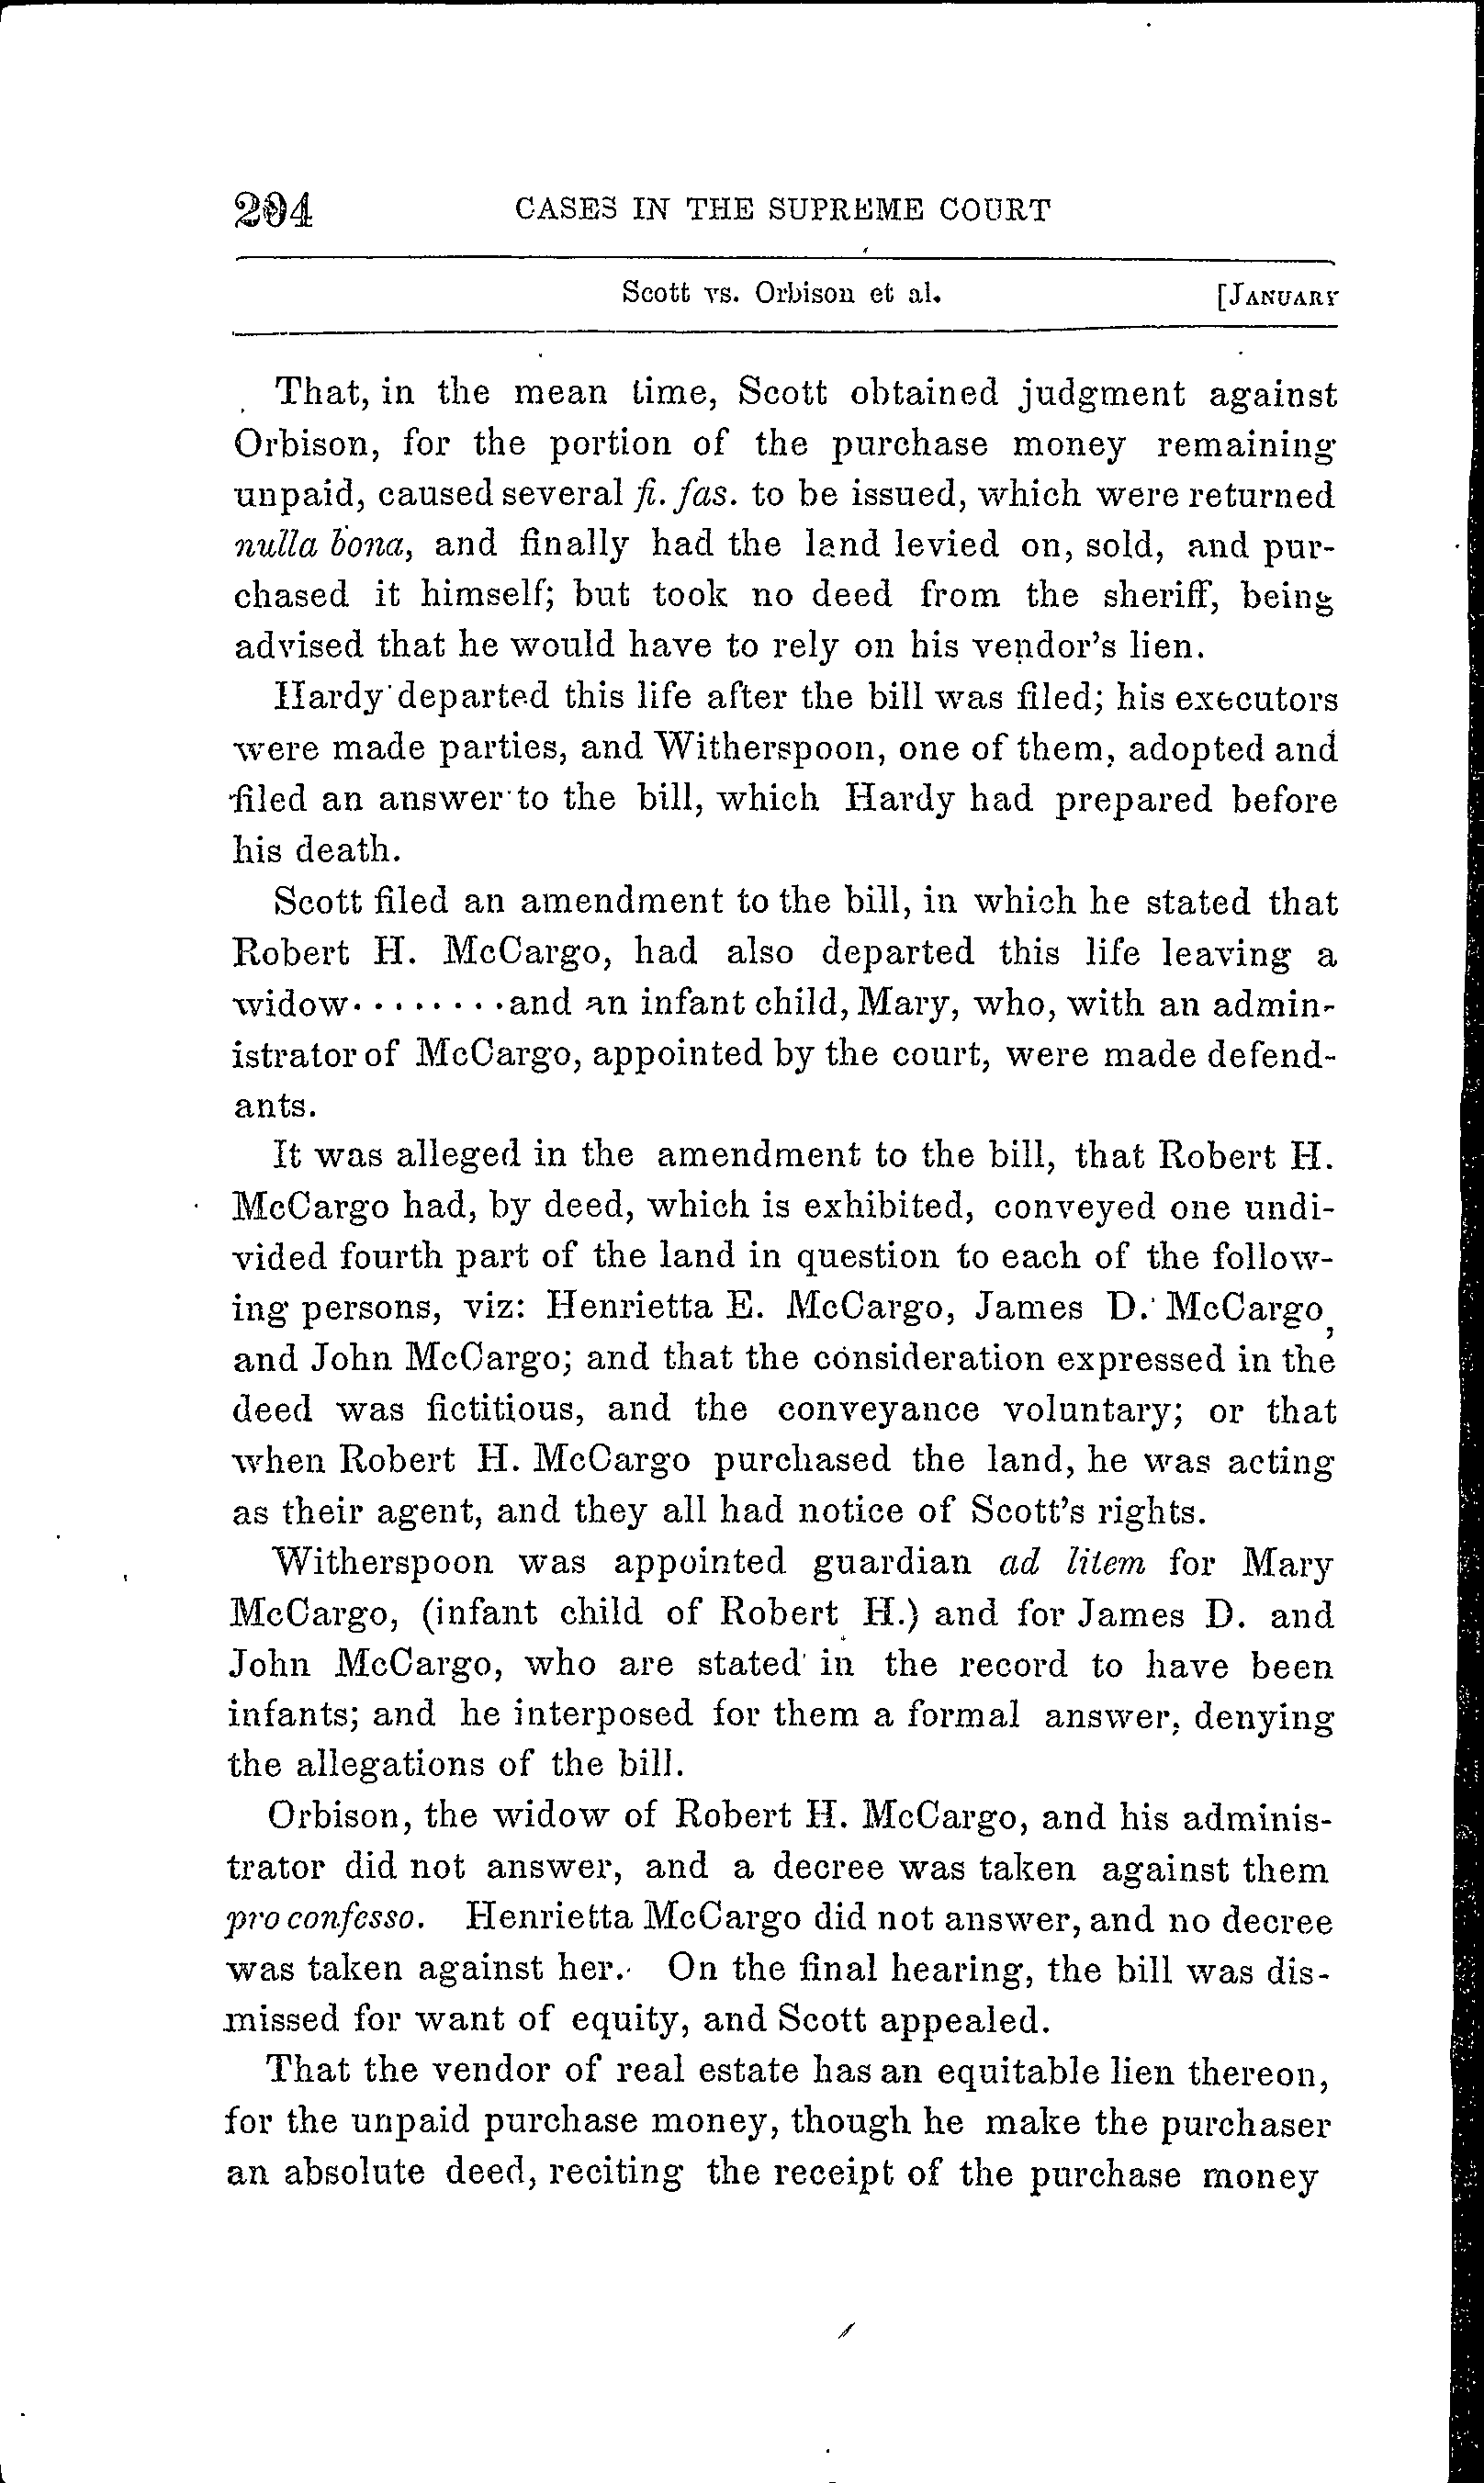 204 CASES IN THE SUPREME COURT
Scott vs. Orbison et al. [JANUARY
That, in the mean time, Scott obtained judgment against
Orbison, for the portion of the purchase money remaining
unpaid, caused several fi. fas. to be issued, which were returned
nulla bona, and finally had the land levied on, sold, and pur-
chased it himself; but took no deed from the sheriff, being
advised that he would have to rely on his vendor's lien.
Hardy departed this life after the bill was filed; his executors
were made parties, and Witherspoon, one of them, adopted and
filed an answer to the bill, which Hardy had prepared before
his death.
Scott filed an amendment to the bill, in which he stated that
Robert H. McCargo, had also departed this life leaving a
widow........and an infant child, Mary, who, with an admin-
istrator of McCargo, appointed by the court, were made defend-
ants.
It was alleged in the amendment to the bill, that Robert H.
McCargo had, by deed, which is exhibited, conveyed one undi-
vided fourth part of the land in question to each of the follow-
ing persons, viz: Henrietta E. McCargo, James D. McCargo,
and John McCargo; and that the consideration expressed in the
deed was fictitious, and the conveyance voluntary; or that
when Robert H. McCargo purchased the land, he was acting
as their agent, and they all had notice of Scott's rights.
Witherspoon was appointed guardian ad litem for Mary
McCargo, (infant child of Robert H.) and for James D. and
John McCargo, who are stated in the record to have been
infants; and he interposed for them a formal answer, denying
the allegations of the bill.
Orbison, the widow of Robert H. McCargo, and his adminis-
trator did not answer, and a decree was taken against them
pro confesso. Henrietta McCargo did not answer, and no decree
was taken against her. On the final hearing, the bill was dis-
missed for want of equity, and Scott appealed.
That the vendor of real estate has an equitable lien thereon,
for the unpaid purchase money, though he make the purchaser
an absolute deed, reciting the receipt of the purchase money